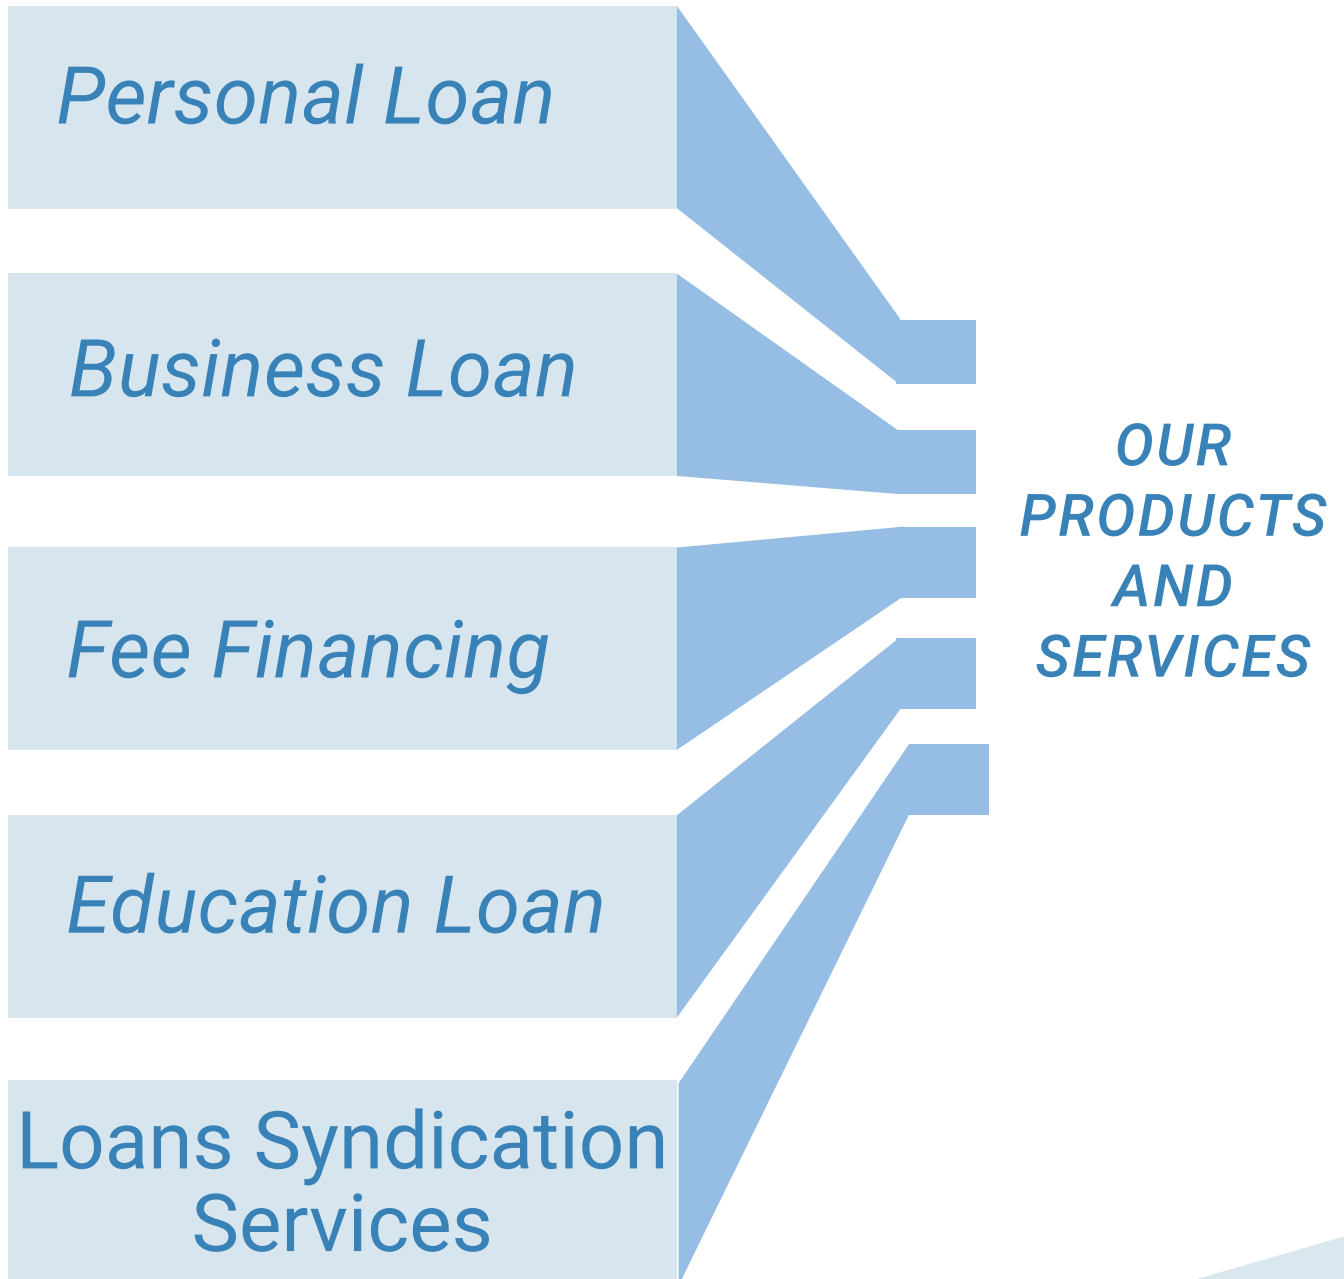 Personal Loan
Business Loan
Fee Financing
Education Loan
Loans Syndication
Services
OUR
PRODUCTS
AND
SERVICES